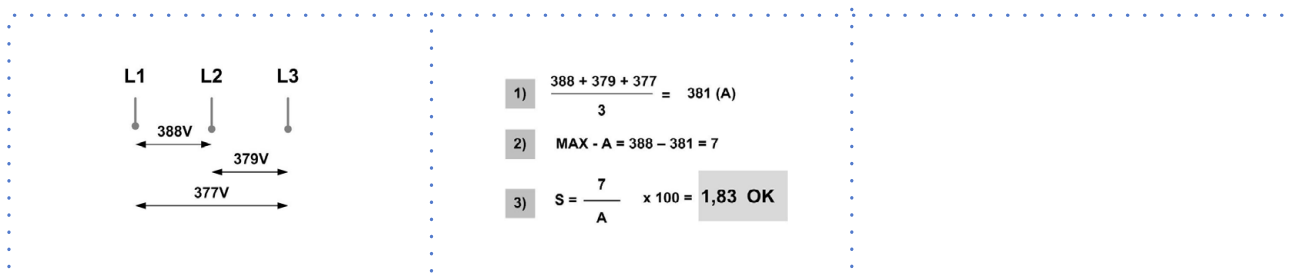 L1 L2 L3
388V
379V
377V
1) 388 + 379 + 377
3
= 381 (A)
2) MAX - A = 388 – 381 = 7
3) S = 7
A
x 100 = 1,83 OK